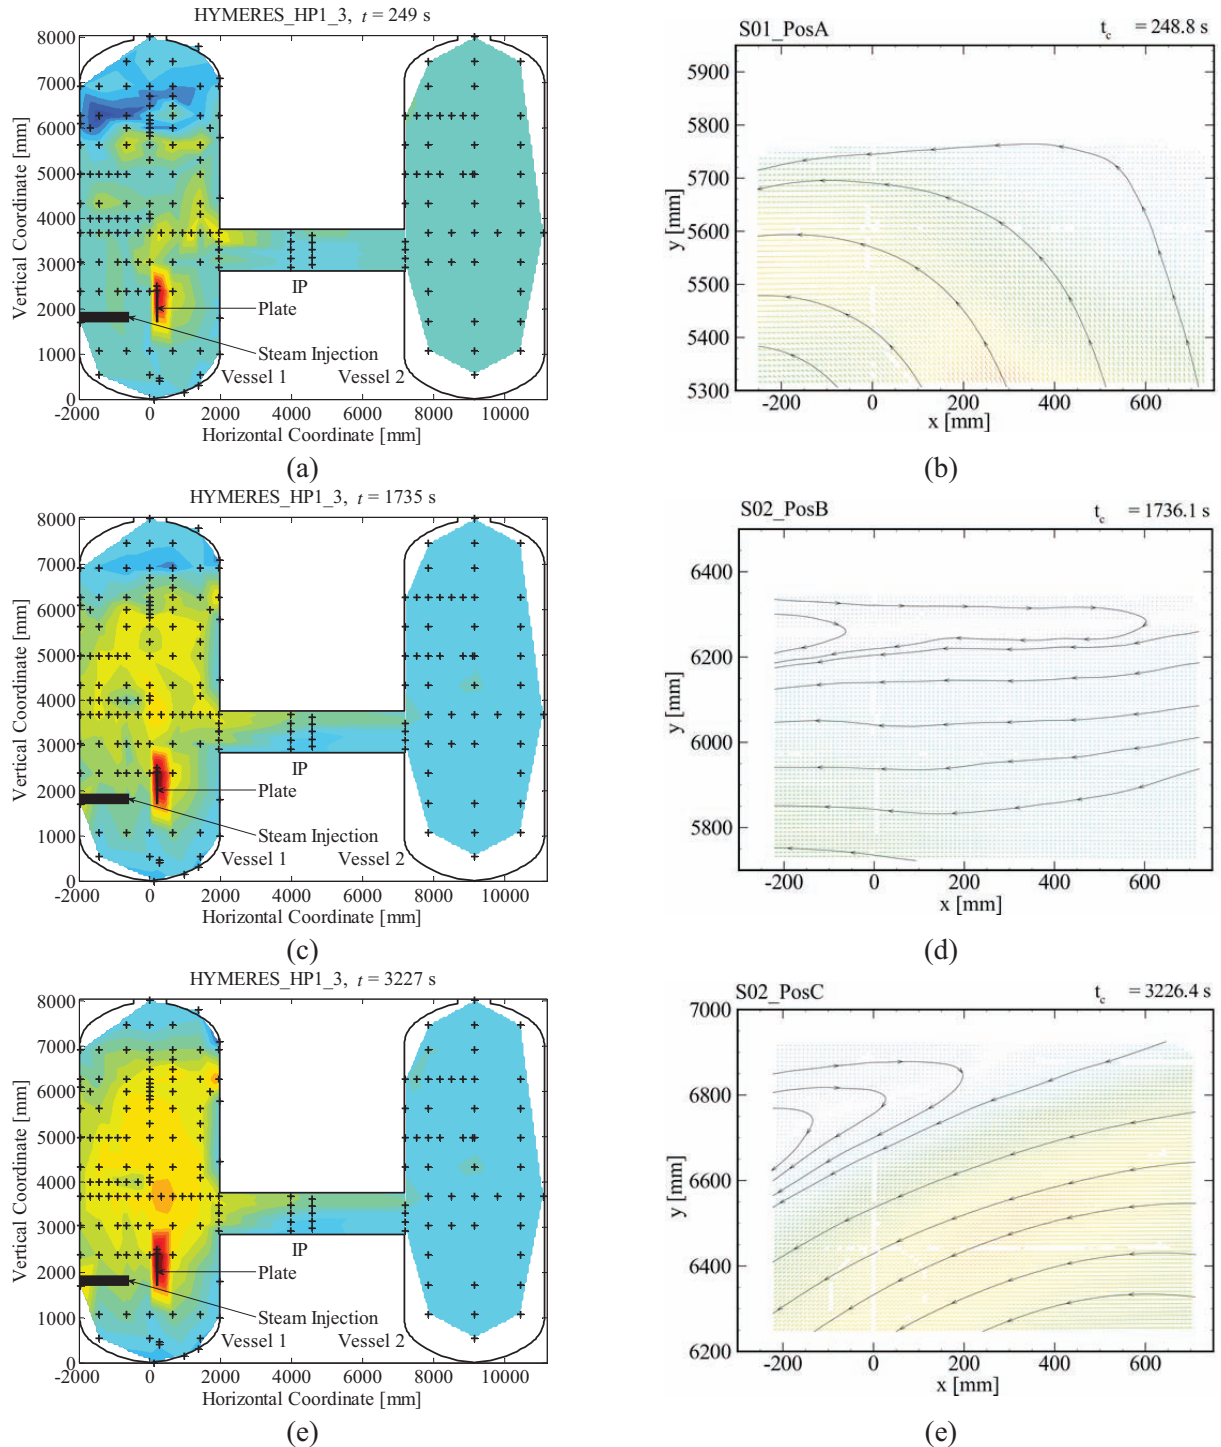 HYMERES_HP1_3, t = 249 s
8000
7000
6000
5000
4000
3000
2000
1000
0
Vertical Coordinate [mm]
IP
Plate
Steam Injection
Vessel 1
Vessel 2
-2000 0 2000 4000 6000 8000 10000
Horizontal Coordinate [mm]
(a)
S01_PosA
t_c = 248.8 s
5900
5800
5700
5600
5500
5400
5300
y [mm]
-200 0 200 400 600
x [mm]
(b)
HYMERES_HP1_3, t = 1735 s
8000
7000
6000
5000
4000
3000
2000
1000
0
Vertical Coordinate [mm]
IP
Plate
Steam Injection
Vessel 1
Vessel 2
-2000 0 2000 4000 6000 8000 10000
Horizontal Coordinate [mm]
(c)
S02_PosB
t_c = 1736.1 s
6400
6200
6000
5800
y [mm]
-200 0 200 400 600
x [mm]
(d)
HYMERES_HP1_3, t = 3227 s
8000
7000
6000
5000
4000
3000
2000
1000
0
Vertical Coordinate [mm]
IP
Plate
Steam Injection
Vessel 1
Vessel 2
-2000 0 2000 4000 6000 8000 10000
Horizontal Coordinate [mm]
(e)
S02_PosC
t_c = 3226.4 s
7000
6800
6600
6400
6200
y [mm]
-200 0 200 400 600
x [mm]
(e)